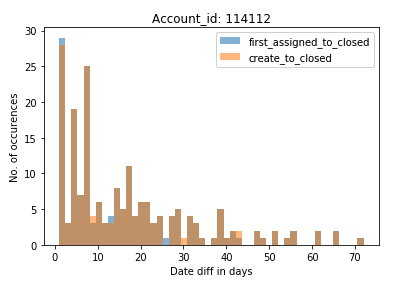 Account_id: 114112
first_assigned_to_closed
create_to_closed
No. of occurences
30
25
20
15
10
5
0
0 10 20 30 40 50 60 70
Date diff in days